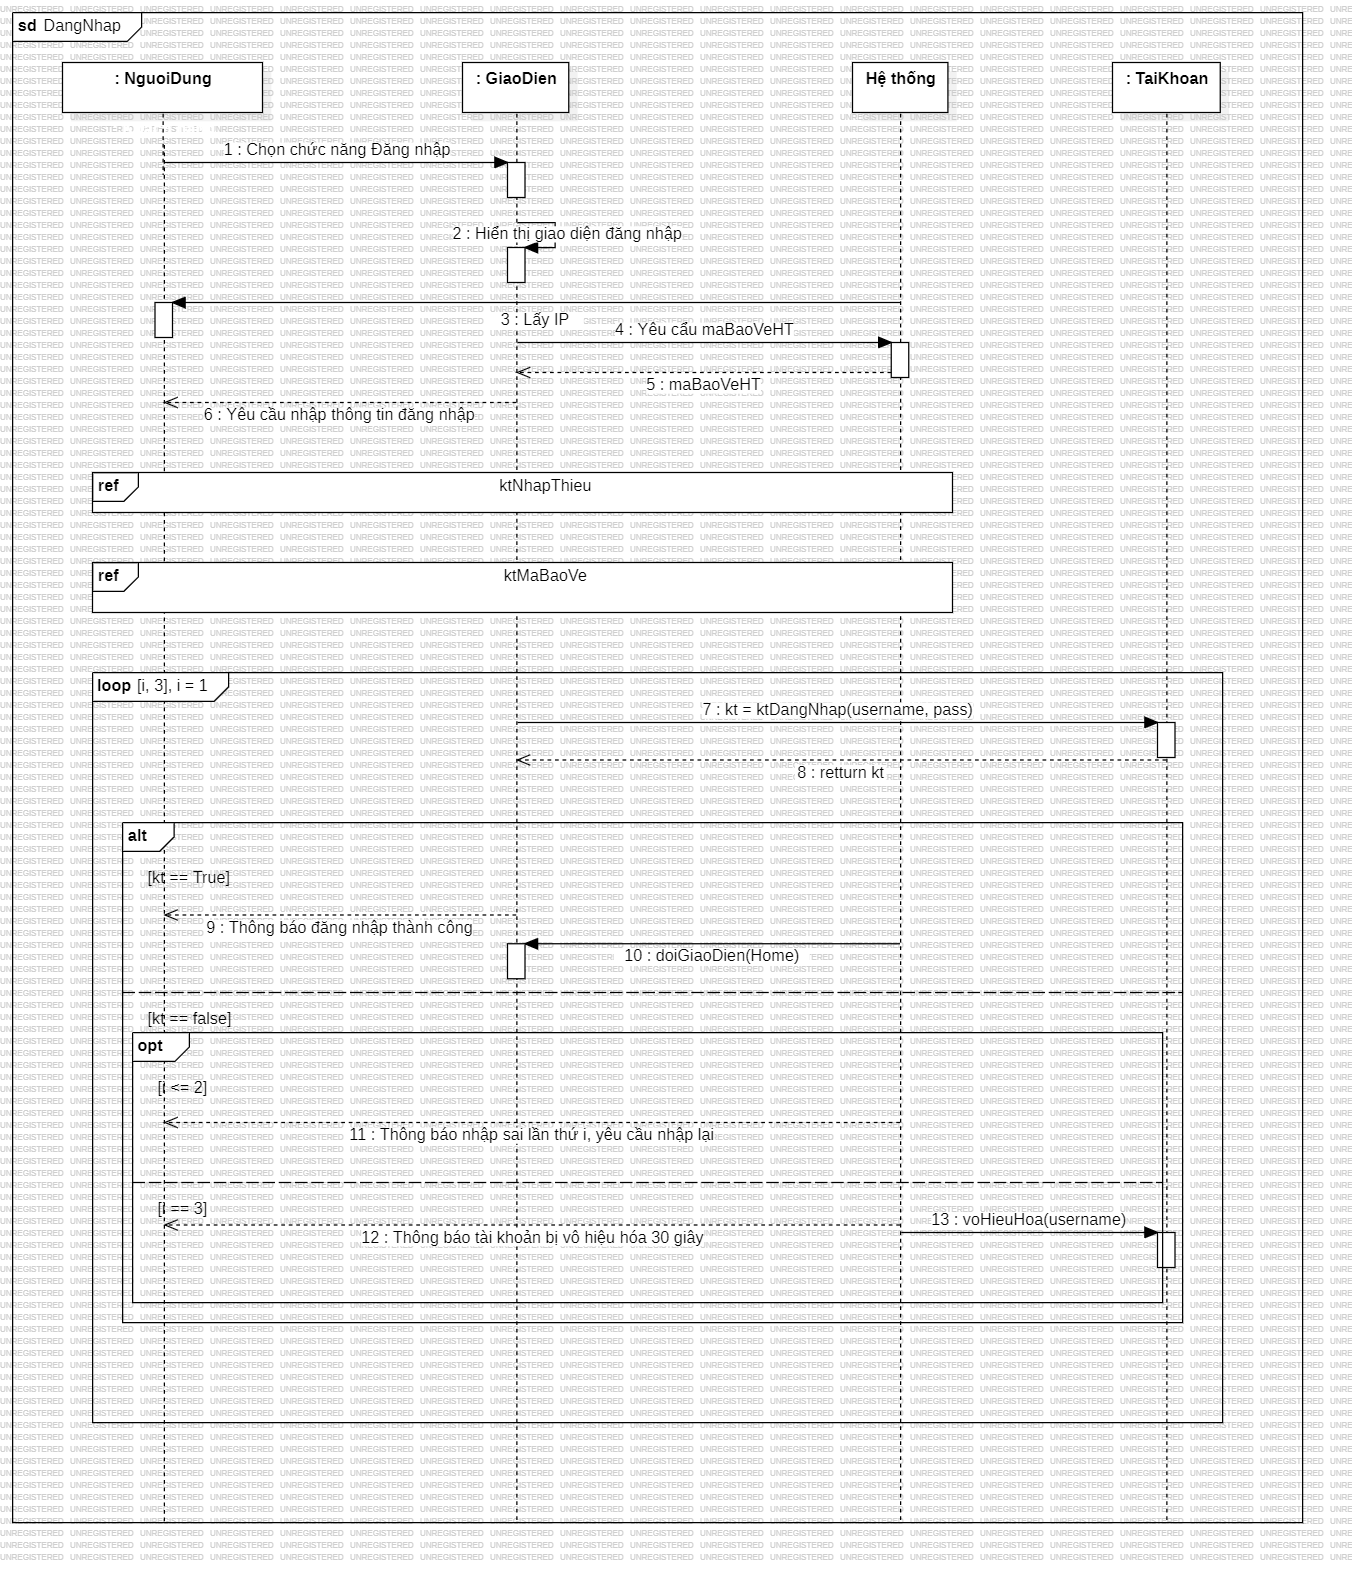 sd DangNhap
: NguoiDung
: GiaoDien
Hệ thống
: TaiKhoan
1 : Chọn chức năng Đăng nhập
2 : Hiển thị giao diện đăng nhập
3 : Lấy IP
4 : Yêu cẩu maBaoVeHT
5 : maBaoVeHT
6 : Yêu cầu nhập thông tin đăng nhập
ref
ktNhapThieu
ref
ktMaBaoVe
loop [i, 3], i = 1
7 : kt = ktDangNhap(username, pass)
8 : retturn kt
alt
[kt == True]
9 : Thông báo đăng nhập thành công
10 : doiGiaoDien(Home)
[kt == false]
opt
[i <= 2]
11 : Thông báo nhập sai lần thứ i, yêu cầu nhập lại
[i == 3]
12 : Thông báo tài khoản bị vô hiệu hóa 30 giây
13 : voHieuHoa(username)
UNREGISTERED